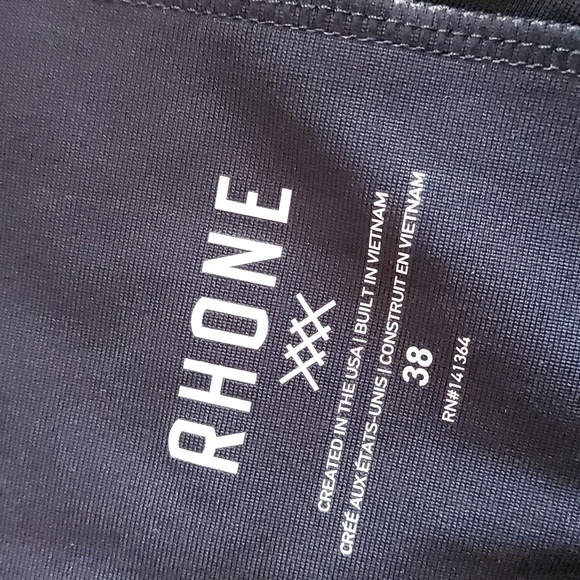 RHONE
CREATED IN THE USA | BUILT IN VIETNAM
CRÉÉ AUX ÉTATS-UNIS | CONSTRUIT EN VIETNAM
38
RN#141364